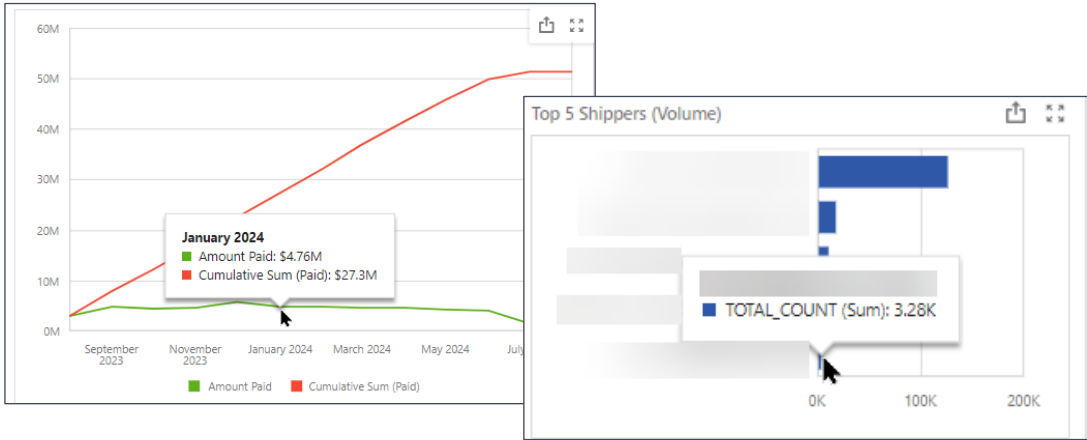 60M
50M
40M
30M
20M
10M
0M
January 2024
Amount Paid: $4.76M
Cumulative Sum (Paid): $27.3M
September
2023
November
2023
January 2024
March 2024
May 2024
Amount Paid
Cumulative Sum (Paid)
Top 5 Shippers (Volume)
TOTAL_COUNT (Sum): 3.28K
0K
100K
200K